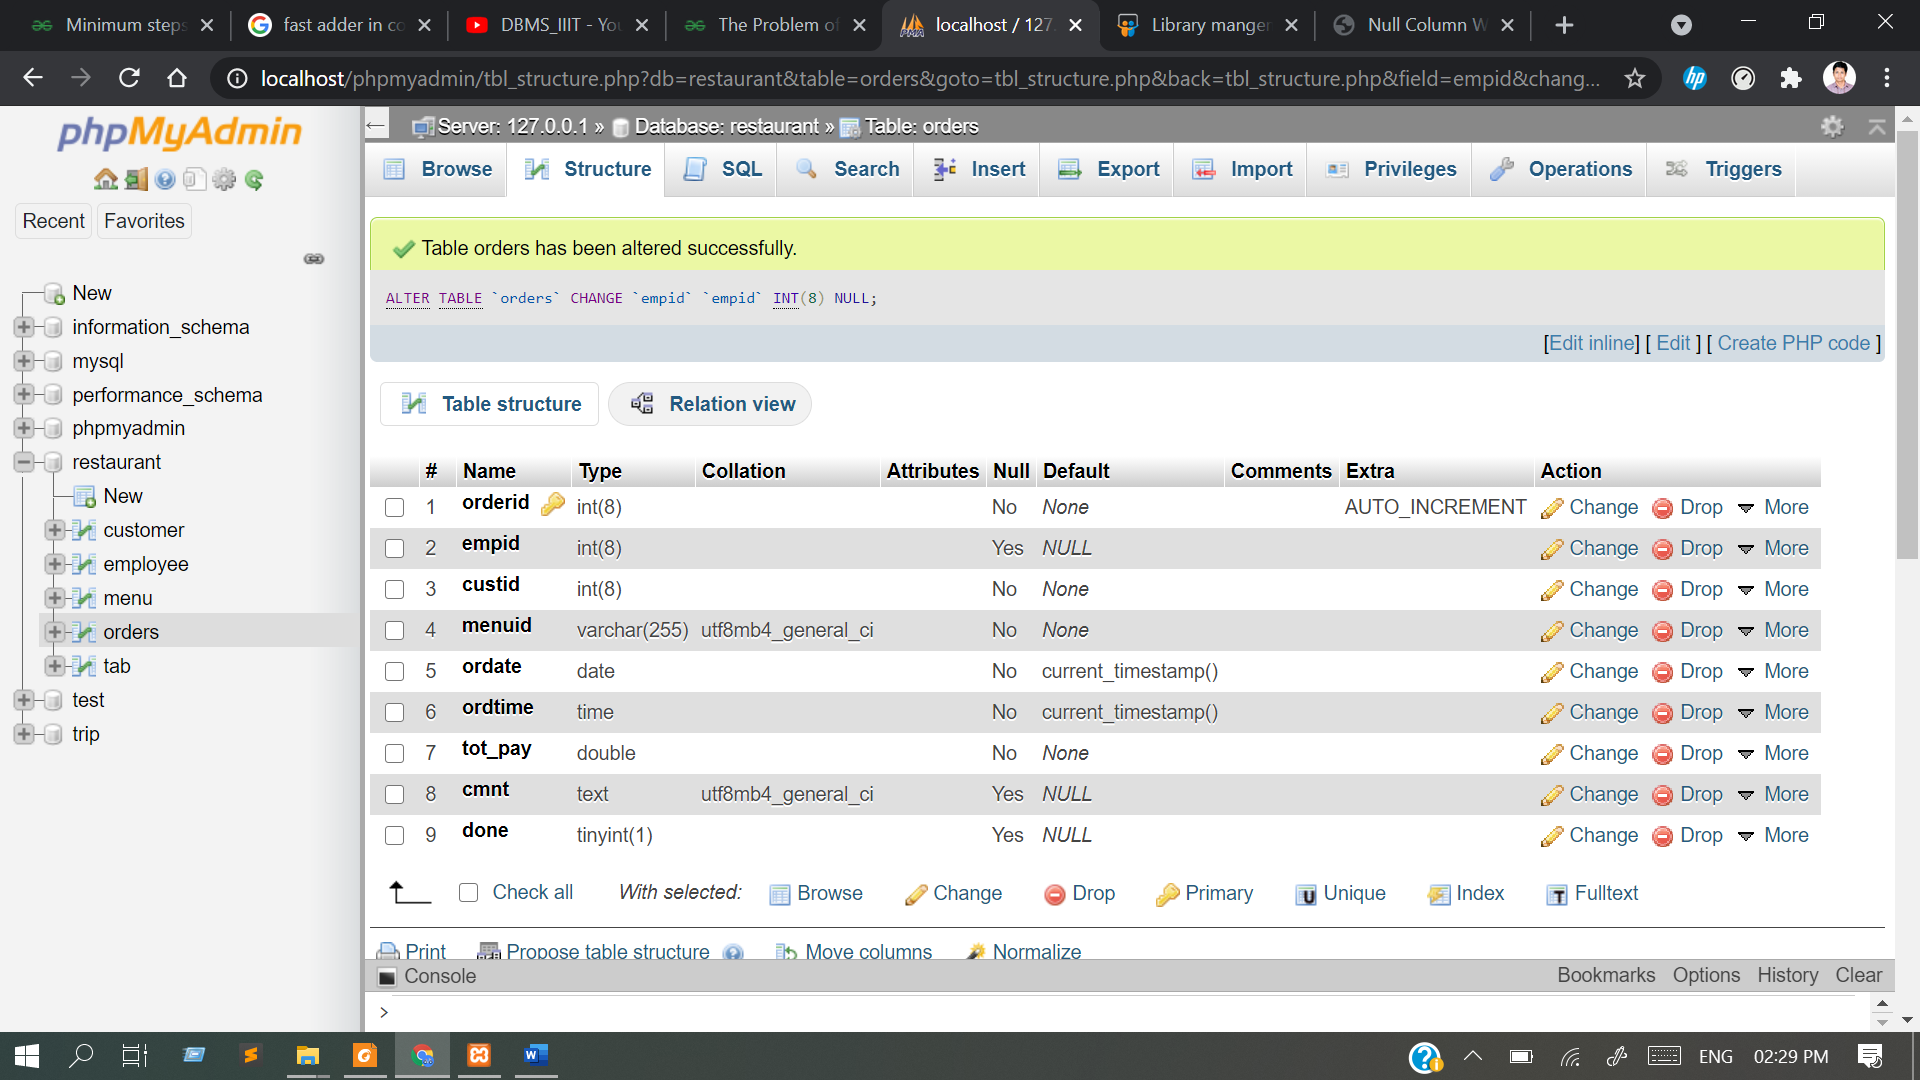 Minimum steps
fast adder in co
DBMS_IIIT - You
The Problem of
localhost / 127.
Library manger
Null Column W
localhost/phpmyadmin/tbl_structure.php?db=restaurant&table=orders&goto=tbl_structure.php&back=tbl_structure.php&field=empid&chang...
phpMyAdmin
Recent
Favorites
New
information_schema
mysql
performance_schema
phpmyadmin
restaurant
New
customer
employee
menu
orders
tab
test
trip
Server: 127.0.0.1 » Database: restaurant » Table: orders
Browse Structure SQL Search Insert Export Import Privileges Operations Triggers
Table orders has been altered successfully.
ALTER TABLE `orders` CHANGE `empid` `empid` INT(8) NULL;
[Edit inline] [ Edit ] [ Create PHP code ]
Table structure Relation view
# Name Type Collation Attributes Null Default Comments Extra Action
1 orderid int(8) No None AUTO_INCREMENT Change Drop More
2 empid int(8) Yes NULL Change Drop More
3 custid int(8) No None Change Drop More
4 menuid varchar(255) utf8mb4_general_ci No None Change Drop More
5 ordate date No current_timestamp() Change Drop More
6 ordtime time No current_timestamp() Change Drop More
7 tot_pay double No None Change Drop More
8 cmnt text utf8mb4_general_ci Yes NULL Change Drop More
9 done tinyint(1) Yes NULL Change Drop More
Check all With selected: Browse Change Drop Primary Unique Index Fulltext
Print Propose table structure Move columns Normalize
Console Bookmarks Options History Clear
>
ENG 02:29 PM